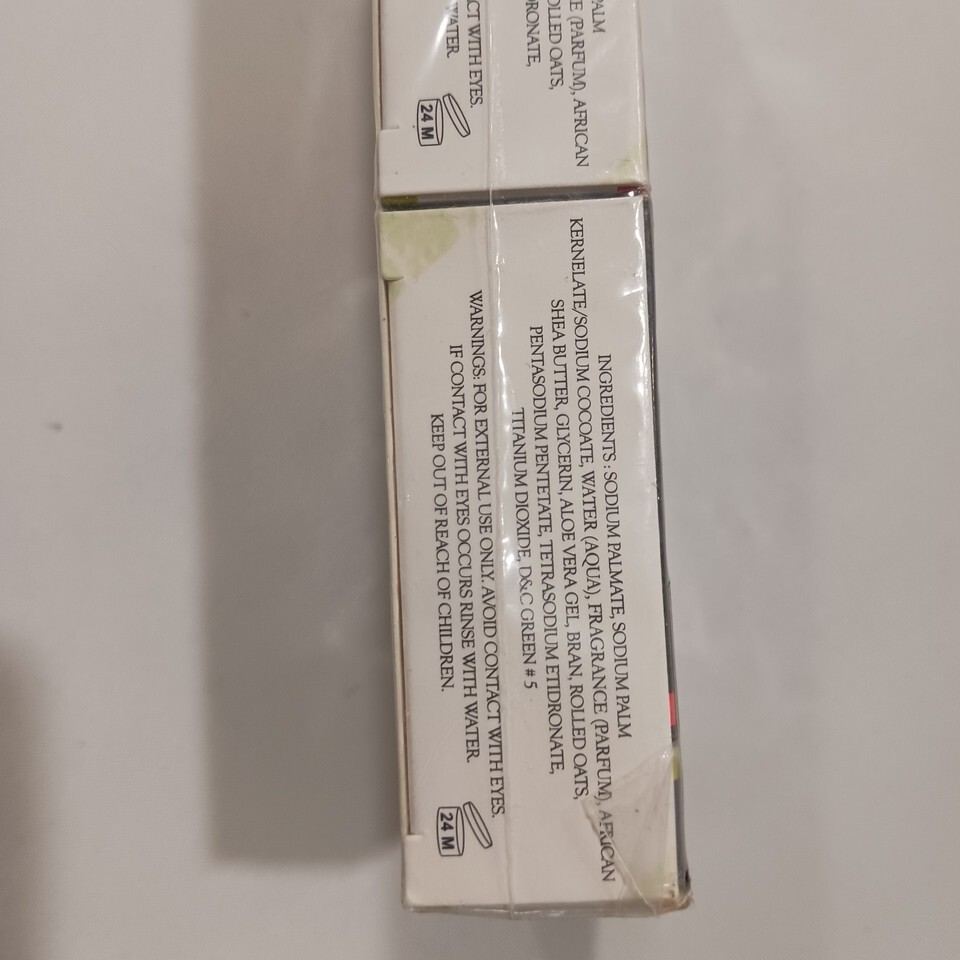 CT WITH EYES.
WATER.
24 M
PALM
E (PARFUM), AFRICAN
OLLED OATS,
DRONATE,
INGREDIENTS : SODIUM PALMATE, SODIUM PALM
KERNELATE/SODIUM COCOATE, WATER (AQUA), FRAGRANCE (PARFUM), AFRICAN
SHEA BUTTER, GLYCERIN, ALOE VERA GEL, BRAN, ROLLED OATS,
PENTASODIUM PENTETATE, TETRASODIUM ETIDRONATE,
TITANIUM DIOXIDE, D&C GREEN # 5
WARNINGS: FOR EXTERNAL USE ONLY. AVOID CONTACT WITH EYES.
IF CONTACT WITH EYES OCCURS RINSE WITH WATER.
KEEP OUT OF REACH OF CHILDREN.
24 M